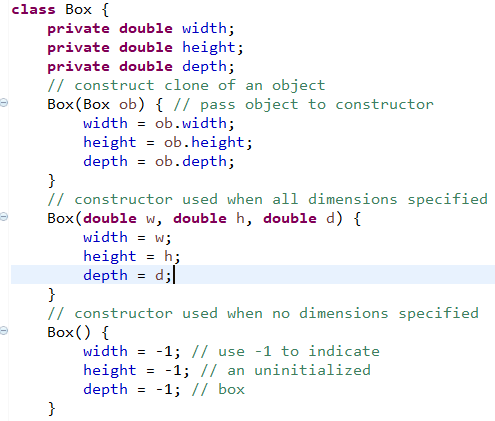 class Box {
    private double width;
    private double height;
    private double depth;
    // construct clone of an object
    Box(Box ob) { // pass object to constructor
        width = ob.width;
        height = ob.height;
        depth = ob.depth;
    }
    // constructor used when all dimensions specified
    Box(double w, double h, double d) {
        width = w;
        height = h;
        depth = d;
    }
    // constructor used when no dimensions specified
    Box() {
        width = -1; // use -1 to indicate
        height = -1; // an uninitialized
        depth = -1; // box
    }